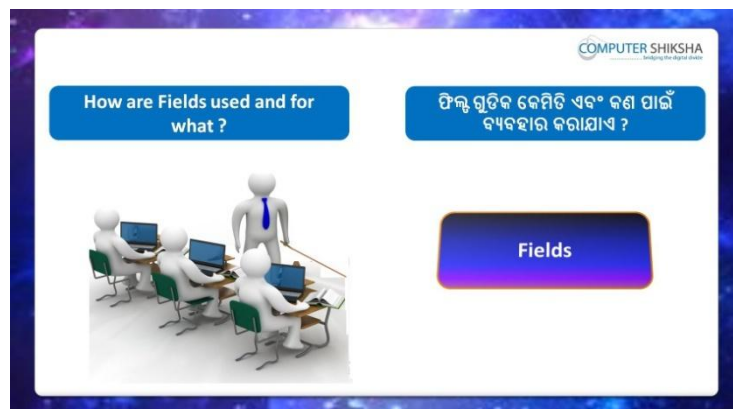 COMPUTER SHIKSHA
bridging the digital divide
How are Fields used and for
what ?
ଫିଲ୍ଡ ଗୁଡିକ କେମିତି ଏବଂ କଣ ପାଇଁ
ବ୍ୟବହାର କରାଯାଏ ?
Fields